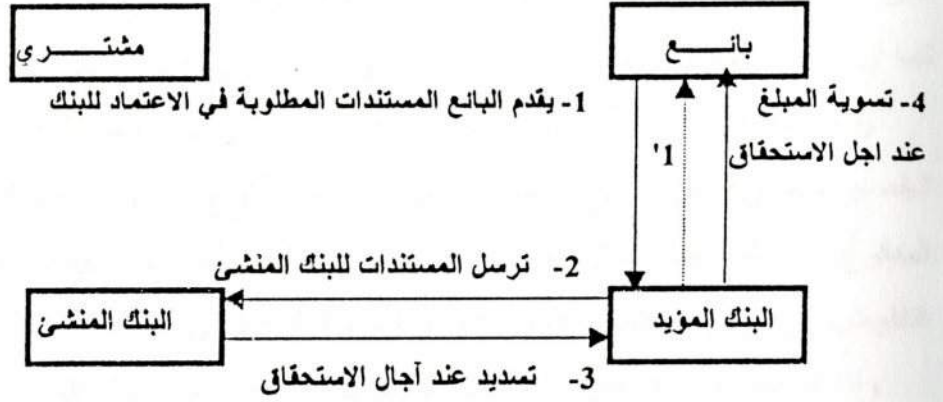 بائـــــع
مشتـــــــري
4- تسوية المبلغ
عند اجل الاستحقاق
1'
1- يقدم البائع المستندات المطلوبة في الاعتماد للبنك
2- ترسل المستندات للبنك المنشئ
البنك المؤيد
البنك المنشئ
3- تسديد عند آجال الاستحقاق